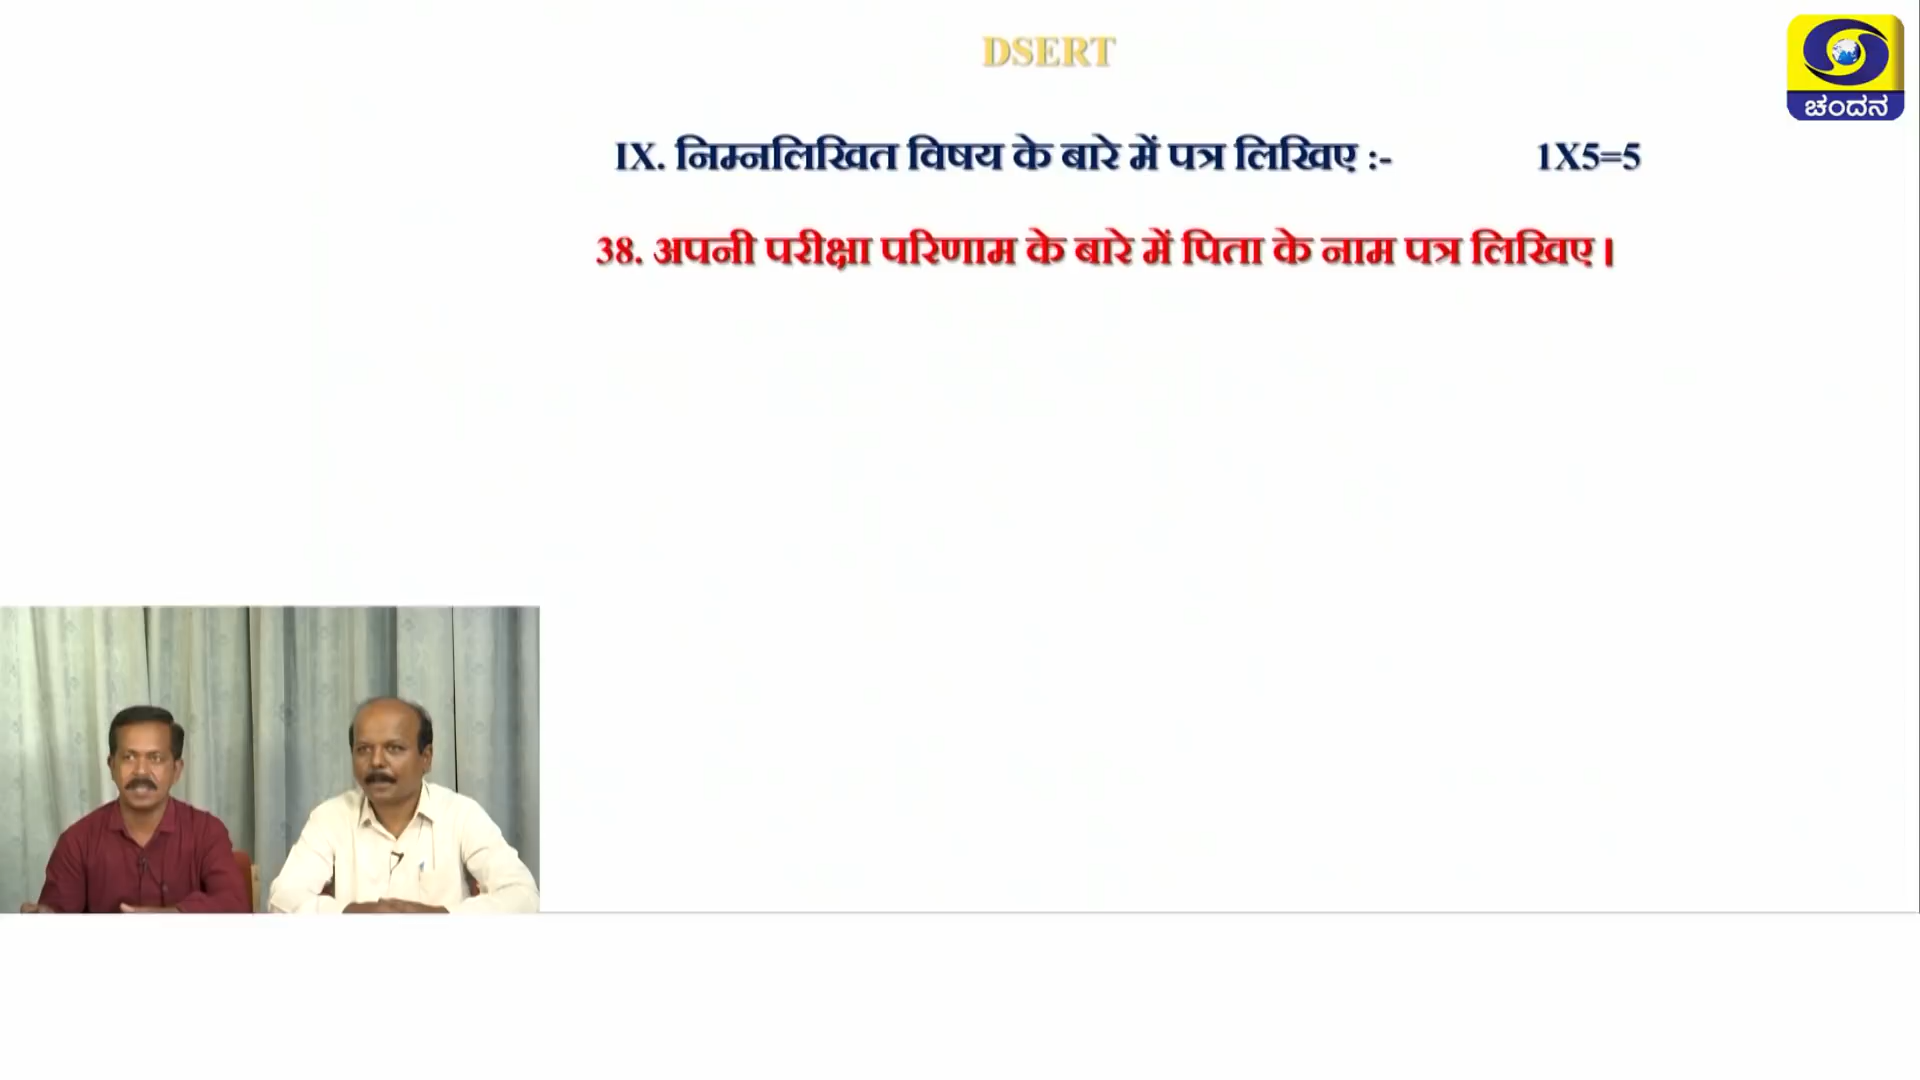 DSERT
ಚಂದನ
IX. निम्नलिखित विषय के बारे में पत्र लिखिए :- 1X5=5
38. अपनी परीक्षा परिणाम के बारे में पिता के नाम पत्र लिखिए।